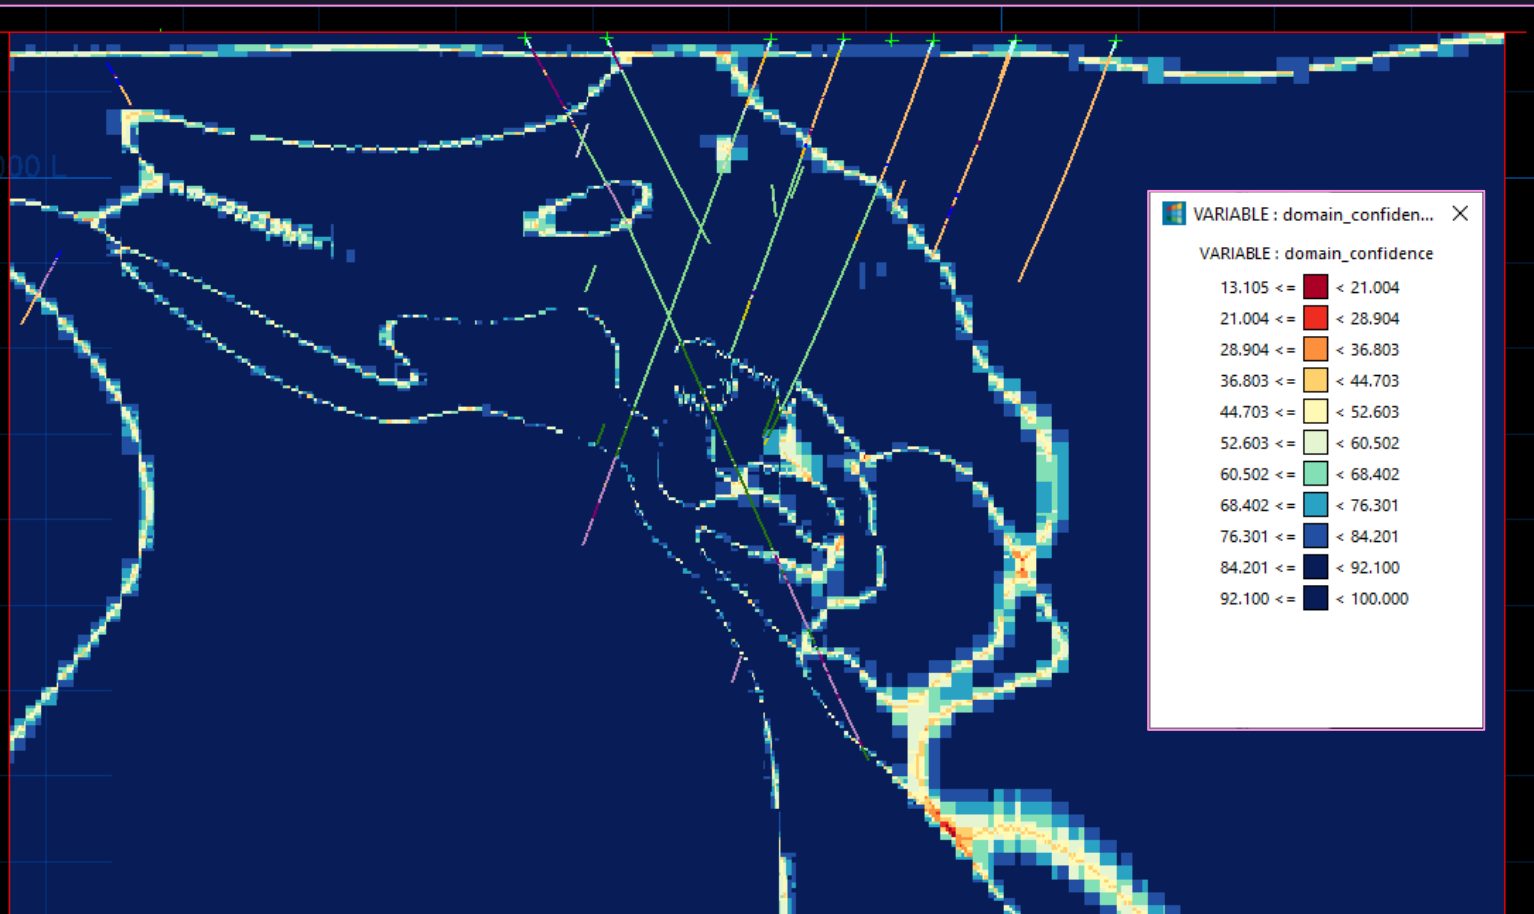 000 L
VARIABLE : domain_confiden...
VARIABLE : domain_confidence
13.105 <= < 21.004
21.004 <= < 28.904
28.904 <= < 36.803
36.803 <= < 44.703
44.703 <= < 52.603
52.603 <= < 60.502
60.502 <= < 68.402
68.402 <= < 76.301
76.301 <= < 84.201
84.201 <= < 92.100
92.100 <= < 100.000